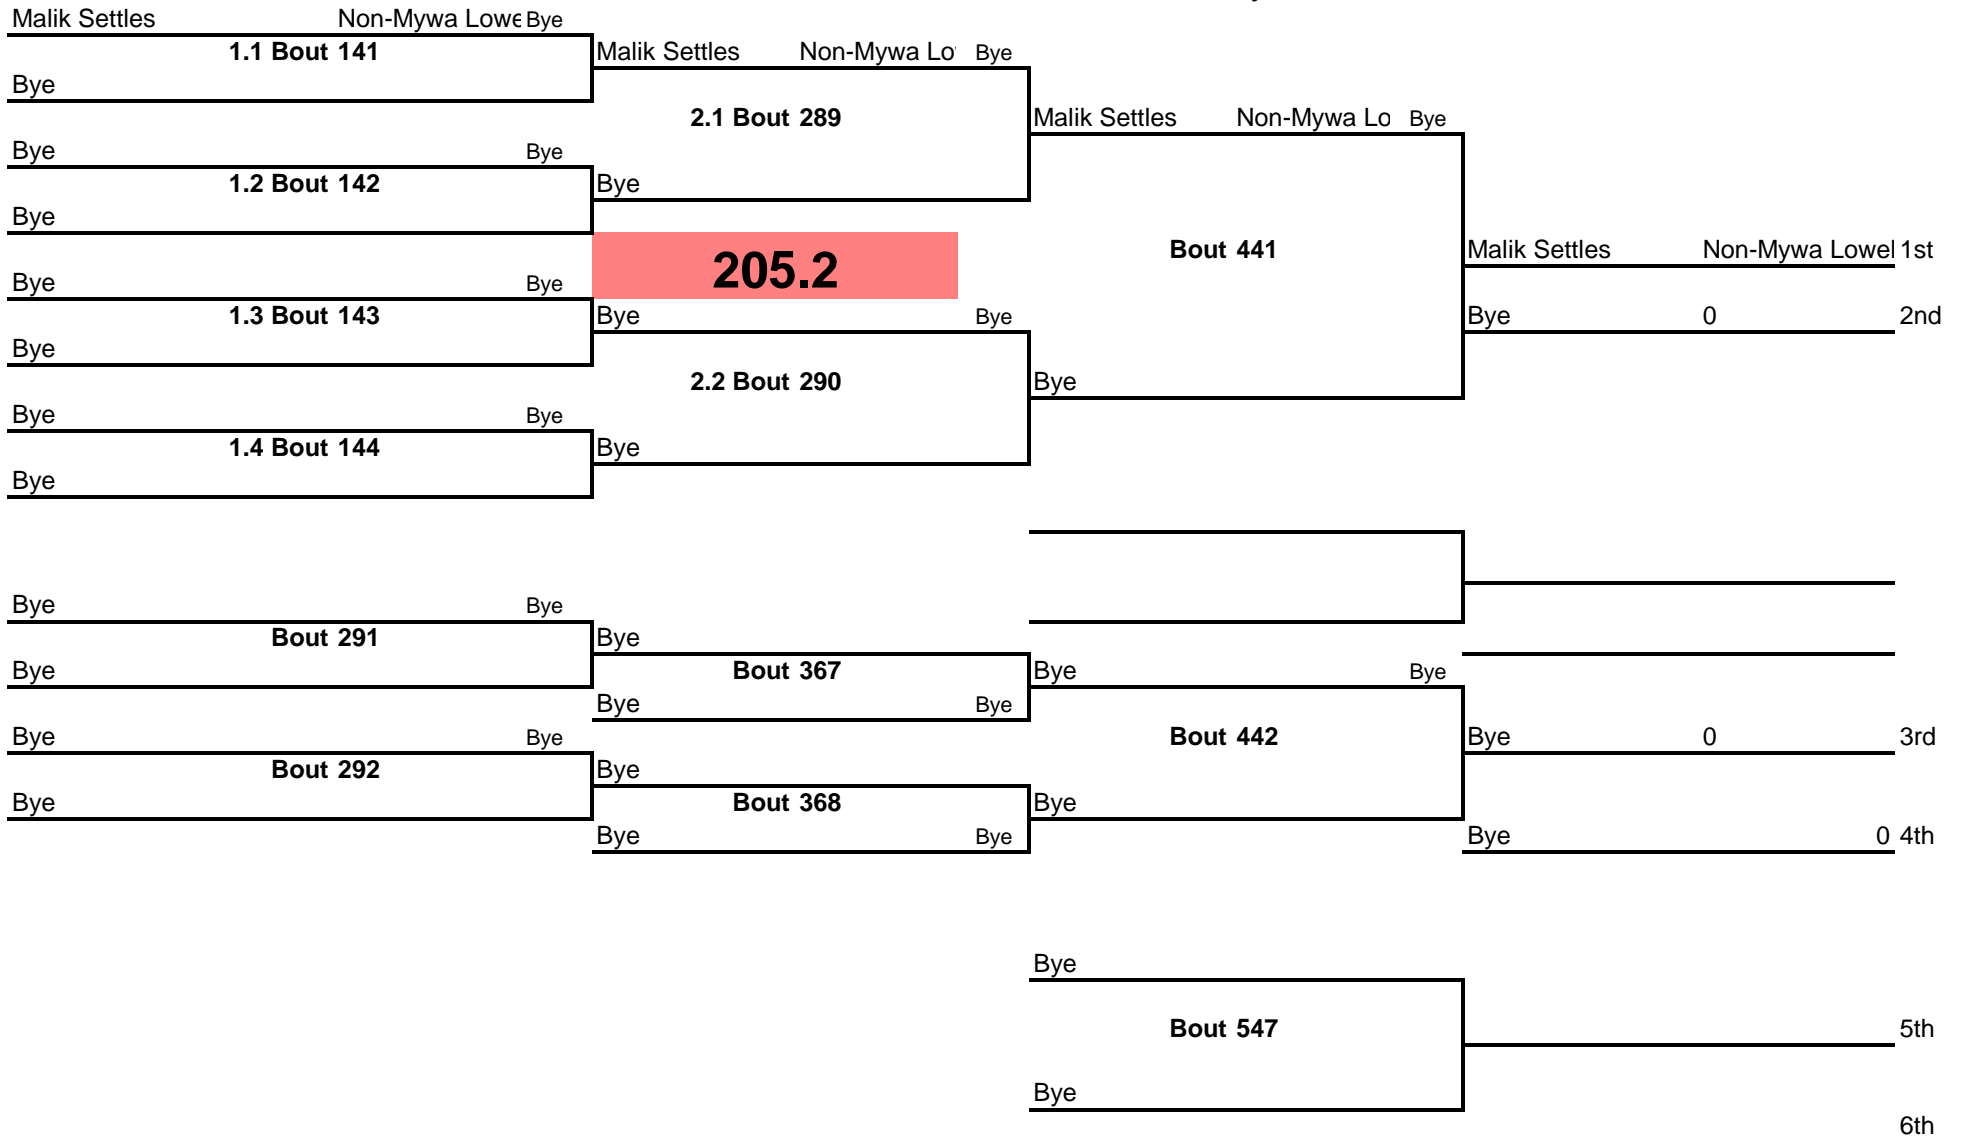 Malik Settles Non-Mywa Lowe Bye
1.1 Bout 141 Malik Settles Non-Mywa Lo Bye
Bye
2.1 Bout 289 Malik Settles Non-Mywa Lo Bye
Bye Bye
1.2 Bout 142 Bye
Bye
205.2 Bout 441 Malik Settles Non-Mywa Lowel 1st
Bye Bye
1.3 Bout 143 Bye Bye Bye 0 2nd
Bye
2.2 Bout 290 Bye
Bye Bye
1.4 Bout 144 Bye
Bye
Bye Bye
Bout 291 Bye
Bye Bout 367 Bye Bye
Bye Bye
Bye Bye Bout 442 Bye 0 3rd
Bout 292 Bye
Bye Bout 368 Bye
Bye Bye Bye 0 4th
Bye
Bout 547 5th
Bye
6th